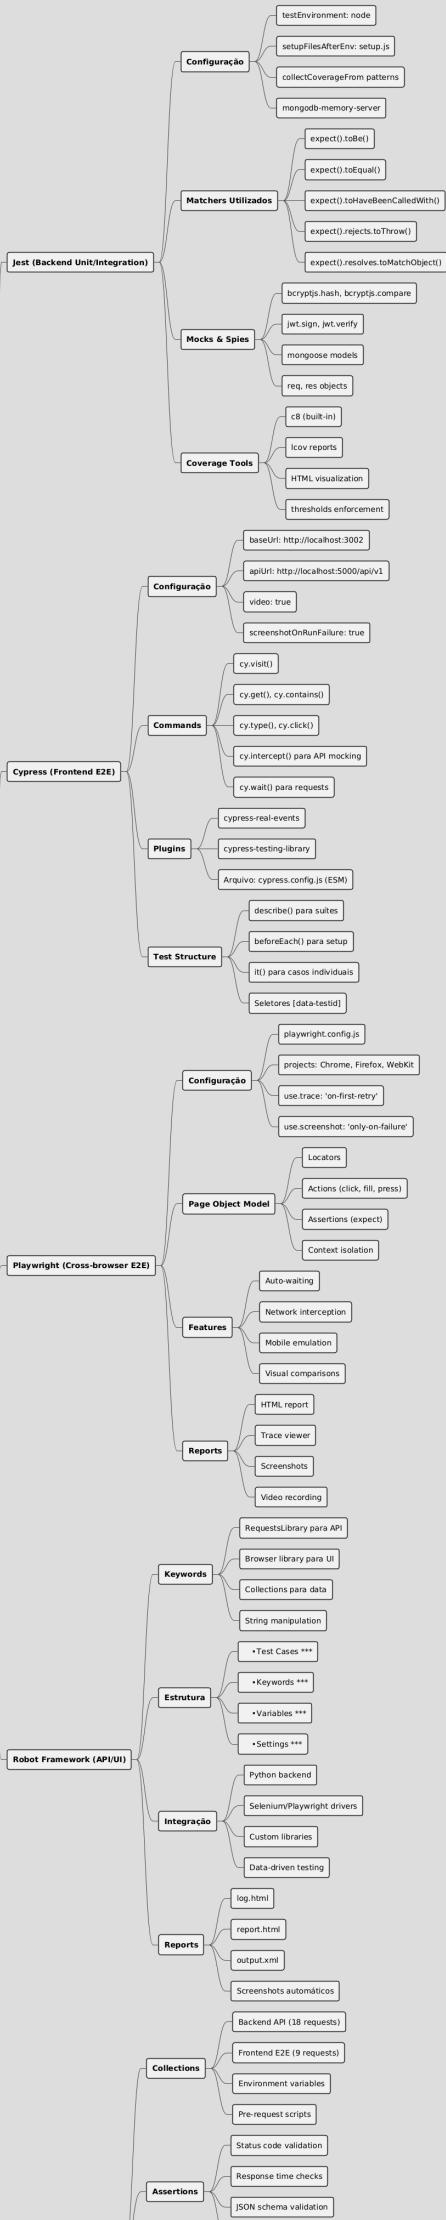 Jest (Backend Unit/Integration)
Configuração
testEnvironment: node
setupFilesAfterEnv: setup.js
collectCoverageFrom patterns
mongodb-memory-server
Matchers Utilizados
expect().toBe()
expect().toEqual()
expect().toHaveBeenCalledWith()
expect().rejects.toThrow()
expect().resolves.toMatchObject()
Mocks & Spies
bcryptjs.hash, bcryptjs.compare
jwt.sign, jwt.verify
mongoose models
req, res objects
Coverage Tools
c8 (built-in)
lcov reports
HTML visualization
thresholds enforcement
Cypress (Frontend E2E)
Configuração
baseUrl: http://localhost:3002
apiUrl: http://localhost:5000/api/v1
video: true
screenshotOnRunFailure: true
Commands
cy.visit()
cy.get(), cy.contains()
cy.type(), cy.click()
cy.intercept() para API mocking
cy.wait() para requests
Plugins
cypress-real-events
cypress-testing-library
Arquivo: cypress.config.js (ESM)
Test Structure
describe() para suites
beforeEach() para setup
it() para casos individuais
Seletores [data-testid]
Playwright (Cross-browser E2E)
Configuração
playwright.config.js
projects: Chrome, Firefox, WebKit
use.trace: 'on-first-retry'
use.screenshot: 'only-on-failure'
Page Object Model
Locators
Actions (click, fill, press)
Assertions (expect)
Context isolation
Features
Auto-waiting
Network interception
Mobile emulation
Visual comparisons
Reports
HTML report
Trace viewer
Screenshots
Video recording
Robot Framework (API/UI)
Keywords
RequestsLibrary para API
Browser library para UI
Collections para data
String manipulation
Estrutura
•Test Cases ***
•Keywords ***
•Variables ***
•Settings ***
Integração
Python backend
Selenium/Playwright drivers
Custom libraries
Data-driven testing
Reports
log.html
report.html
output.xml
Screenshots automáticos
Collections
Backend API (18 requests)
Frontend E2E (9 requests)
Environment variables
Pre-request scripts
Assertions
Status code validation
Response time checks
JSON schema validation